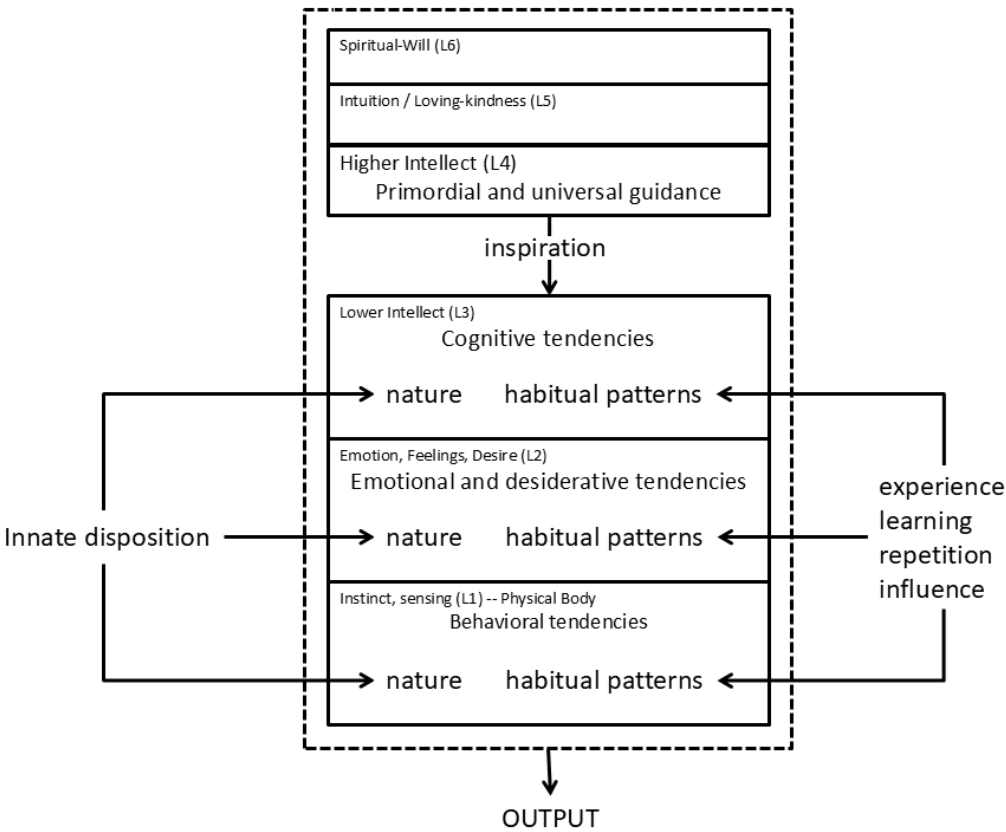 Spiritual-Will (L6)
Intuition / Loving-kindness (L5)
Higher Intellect (L4)
Primordial and universal guidance
inspiration
Lower Intellect (L3)
Cognitive tendencies
nature habitual patterns
Emotion, Feelings, Desire (L2)
Emotional and desiderative tendencies
nature habitual patterns
Instinct, sensing (L1) -- Physical Body
Behavioral tendencies
nature habitual patterns
Innate disposition
experience
learning
repetition
influence
OUTPUT